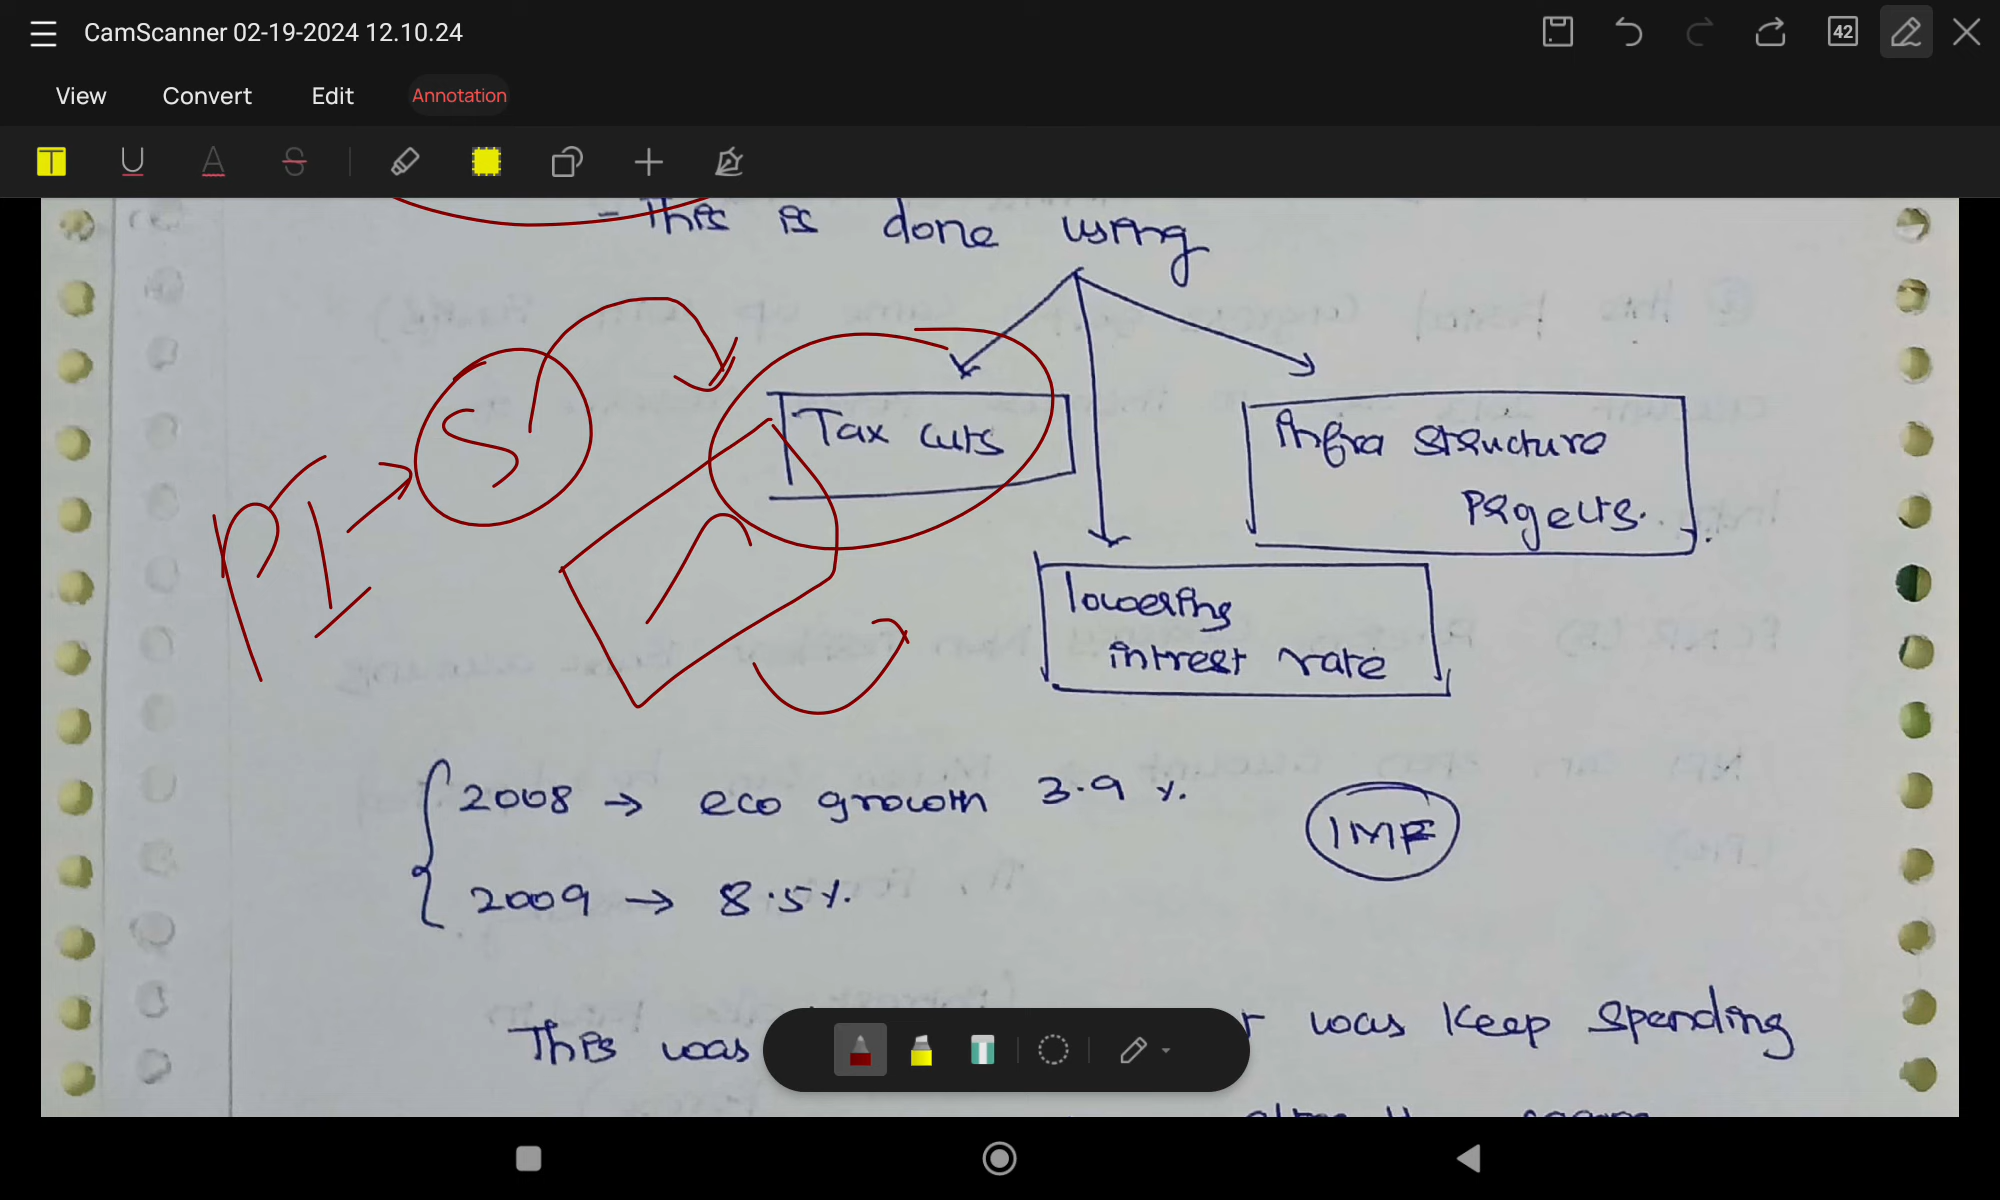 CamScanner 02-19-2024 12.10.24
42
View Convert Edit Annotation
T U A S
- This is done using
Tax cuts
infra structure
Projects.
lowering
intrest rate
PI → S
2008 → eco growth 3.9 %.
IMF
2009 → 8.5%.
This was was keep spending